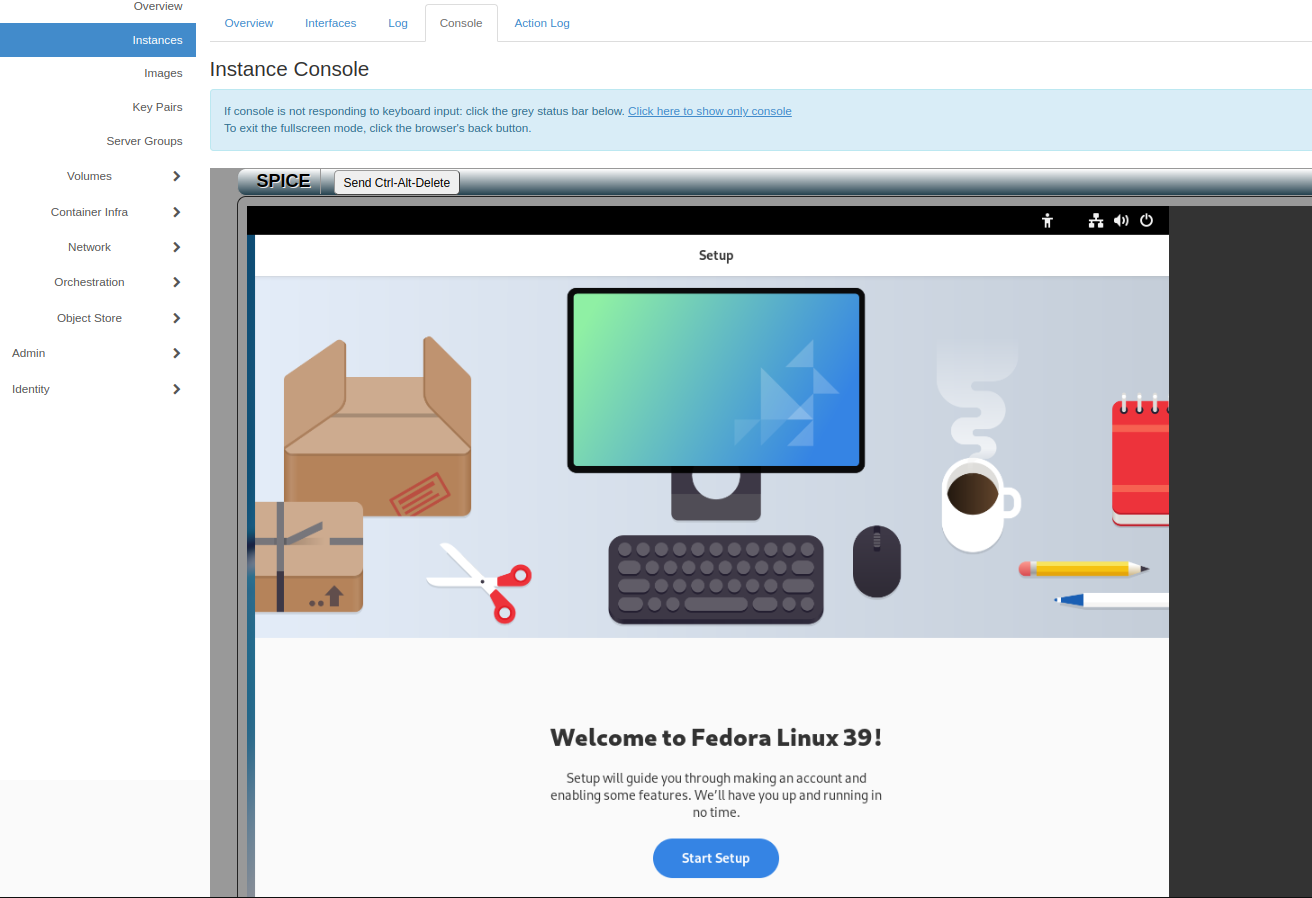 Overview
Instances
Images
Key Pairs
Server Groups
Volumes
Container Infra
Network
Orchestration
Object Store
Admin
Identity
Overview Interfaces Log Console Action Log
Instance Console
If console is not responding to keyboard input: click the grey status bar below. Click here to show only console
To exit the fullscreen mode, click the browser's back button.
SPICE Send Ctrl-Alt-Delete
Setup
Welcome to Fedora Linux 39!
Setup will guide you through making an account and
enabling some features. We’ll have you up and running in
no time.
Start Setup